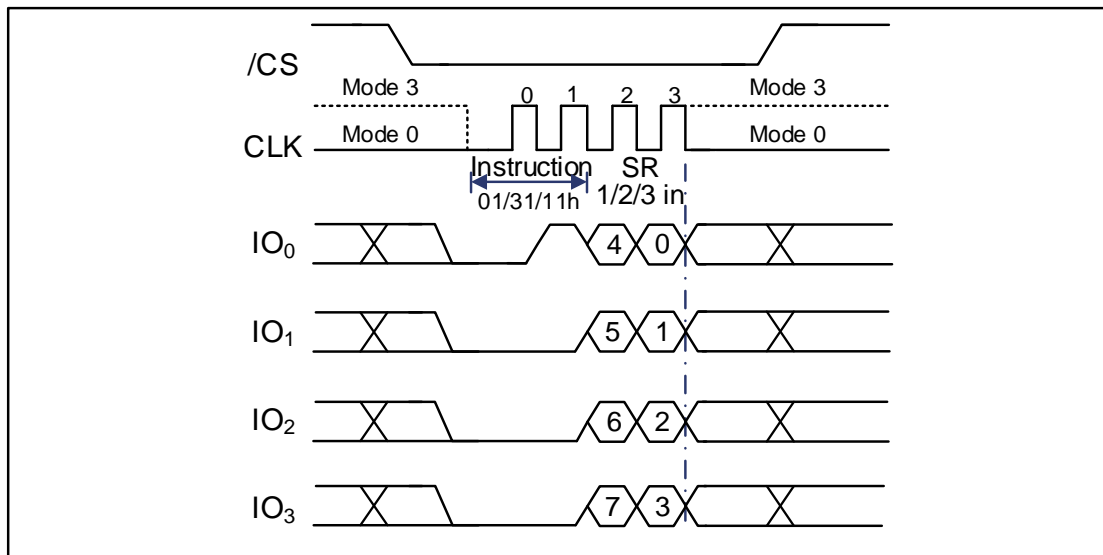 /CS
Mode 3
0 1 2 3
Mode 3
CLK
Mode 0
Mode 0
Instruction
01/31/11h
SR
1/2/3 in
IO₀
4 0
IO₁
5 1
IO₂
6 2
IO₃
7 3